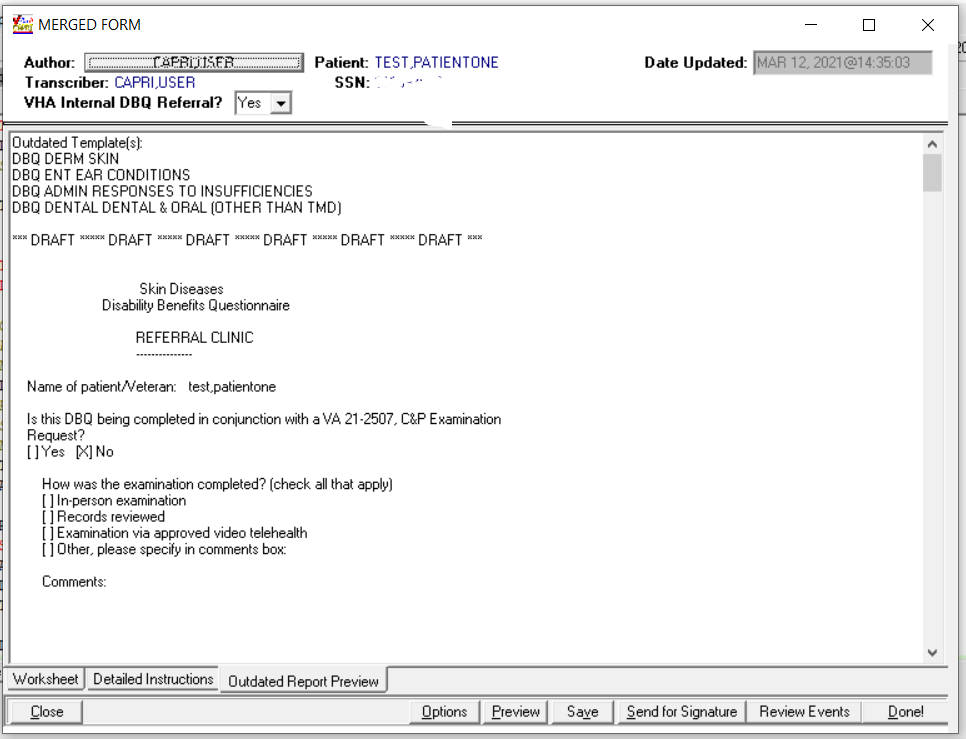 MERGED FORM
Author: CAPRI,USER Patient: TEST,PATIENTONE Date Updated: MAR 12, 2021@14:35:03
Transcriber: CAPRI,USER SSN:
VHA Internal DBQ Referral? Yes
Outdated Template(s):
DBQ DERM SKIN
DBQ ENT EAR CONDITIONS
DBQ ADMIN RESPONSES TO INSUFFICIENCIES
DBQ DENTAL DENTAL & ORAL (OTHER THAN TMD)
*** DRAFT ***** DRAFT ***** DRAFT ***** DRAFT ***** DRAFT ***** DRAFT ***
Skin Diseases
Disability Benefits Questionnaire
REFERRAL CLINIC
---------------
Name of patient/Veteran: test,patientone
Is this DBQ being completed in conjunction with a VA 21-2507, C&P Examination
Request?
[ ] Yes [X] No
How was the examination completed? (check all that apply)
[ ] In-person examination
[ ] Records reviewed
[ ] Examination via approved video telehealth
[ ] Other, please specify in comments box:
Comments:
Worksheet Detailed Instructions Outdated Report Preview
Close Options Preview Save Send for Signature Review Events Done!